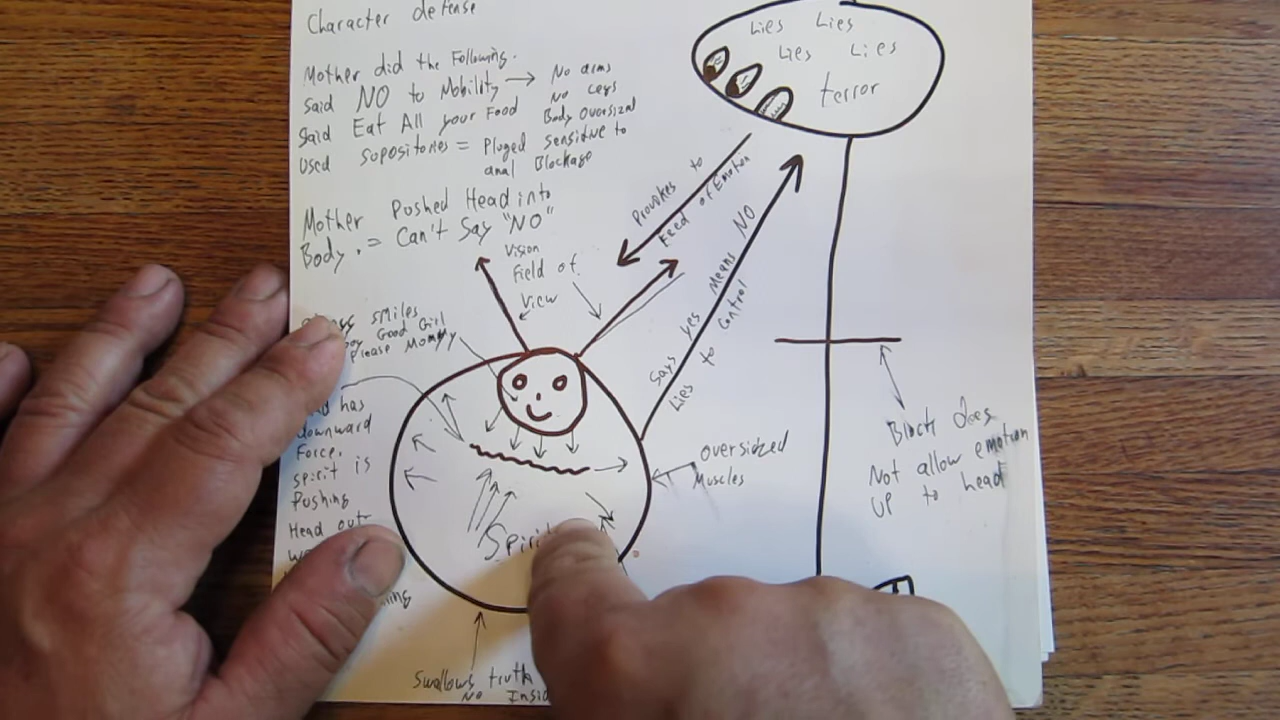 Character defense
Mother did the Following.
said NO to Mobility → No arms
No legs
said Eat All your Food Body Oversized
Used Supositories = Pluged sensitive to
anal Blockage
Mother Pushed Head into
Body. = Can't Say "NO"
Vision
Field of
View
Lies Lies
Lies Lies
terror
Provokes to
Feed of Emotion
Says yes Means NO
Lies to Control
smiles
Good Girl
Please Mommy
has
downward
Force.
spirit is
Pushing
Head out
oversized
Muscles
Block does
Not allow emotion
UP to head
Swallows truth
No